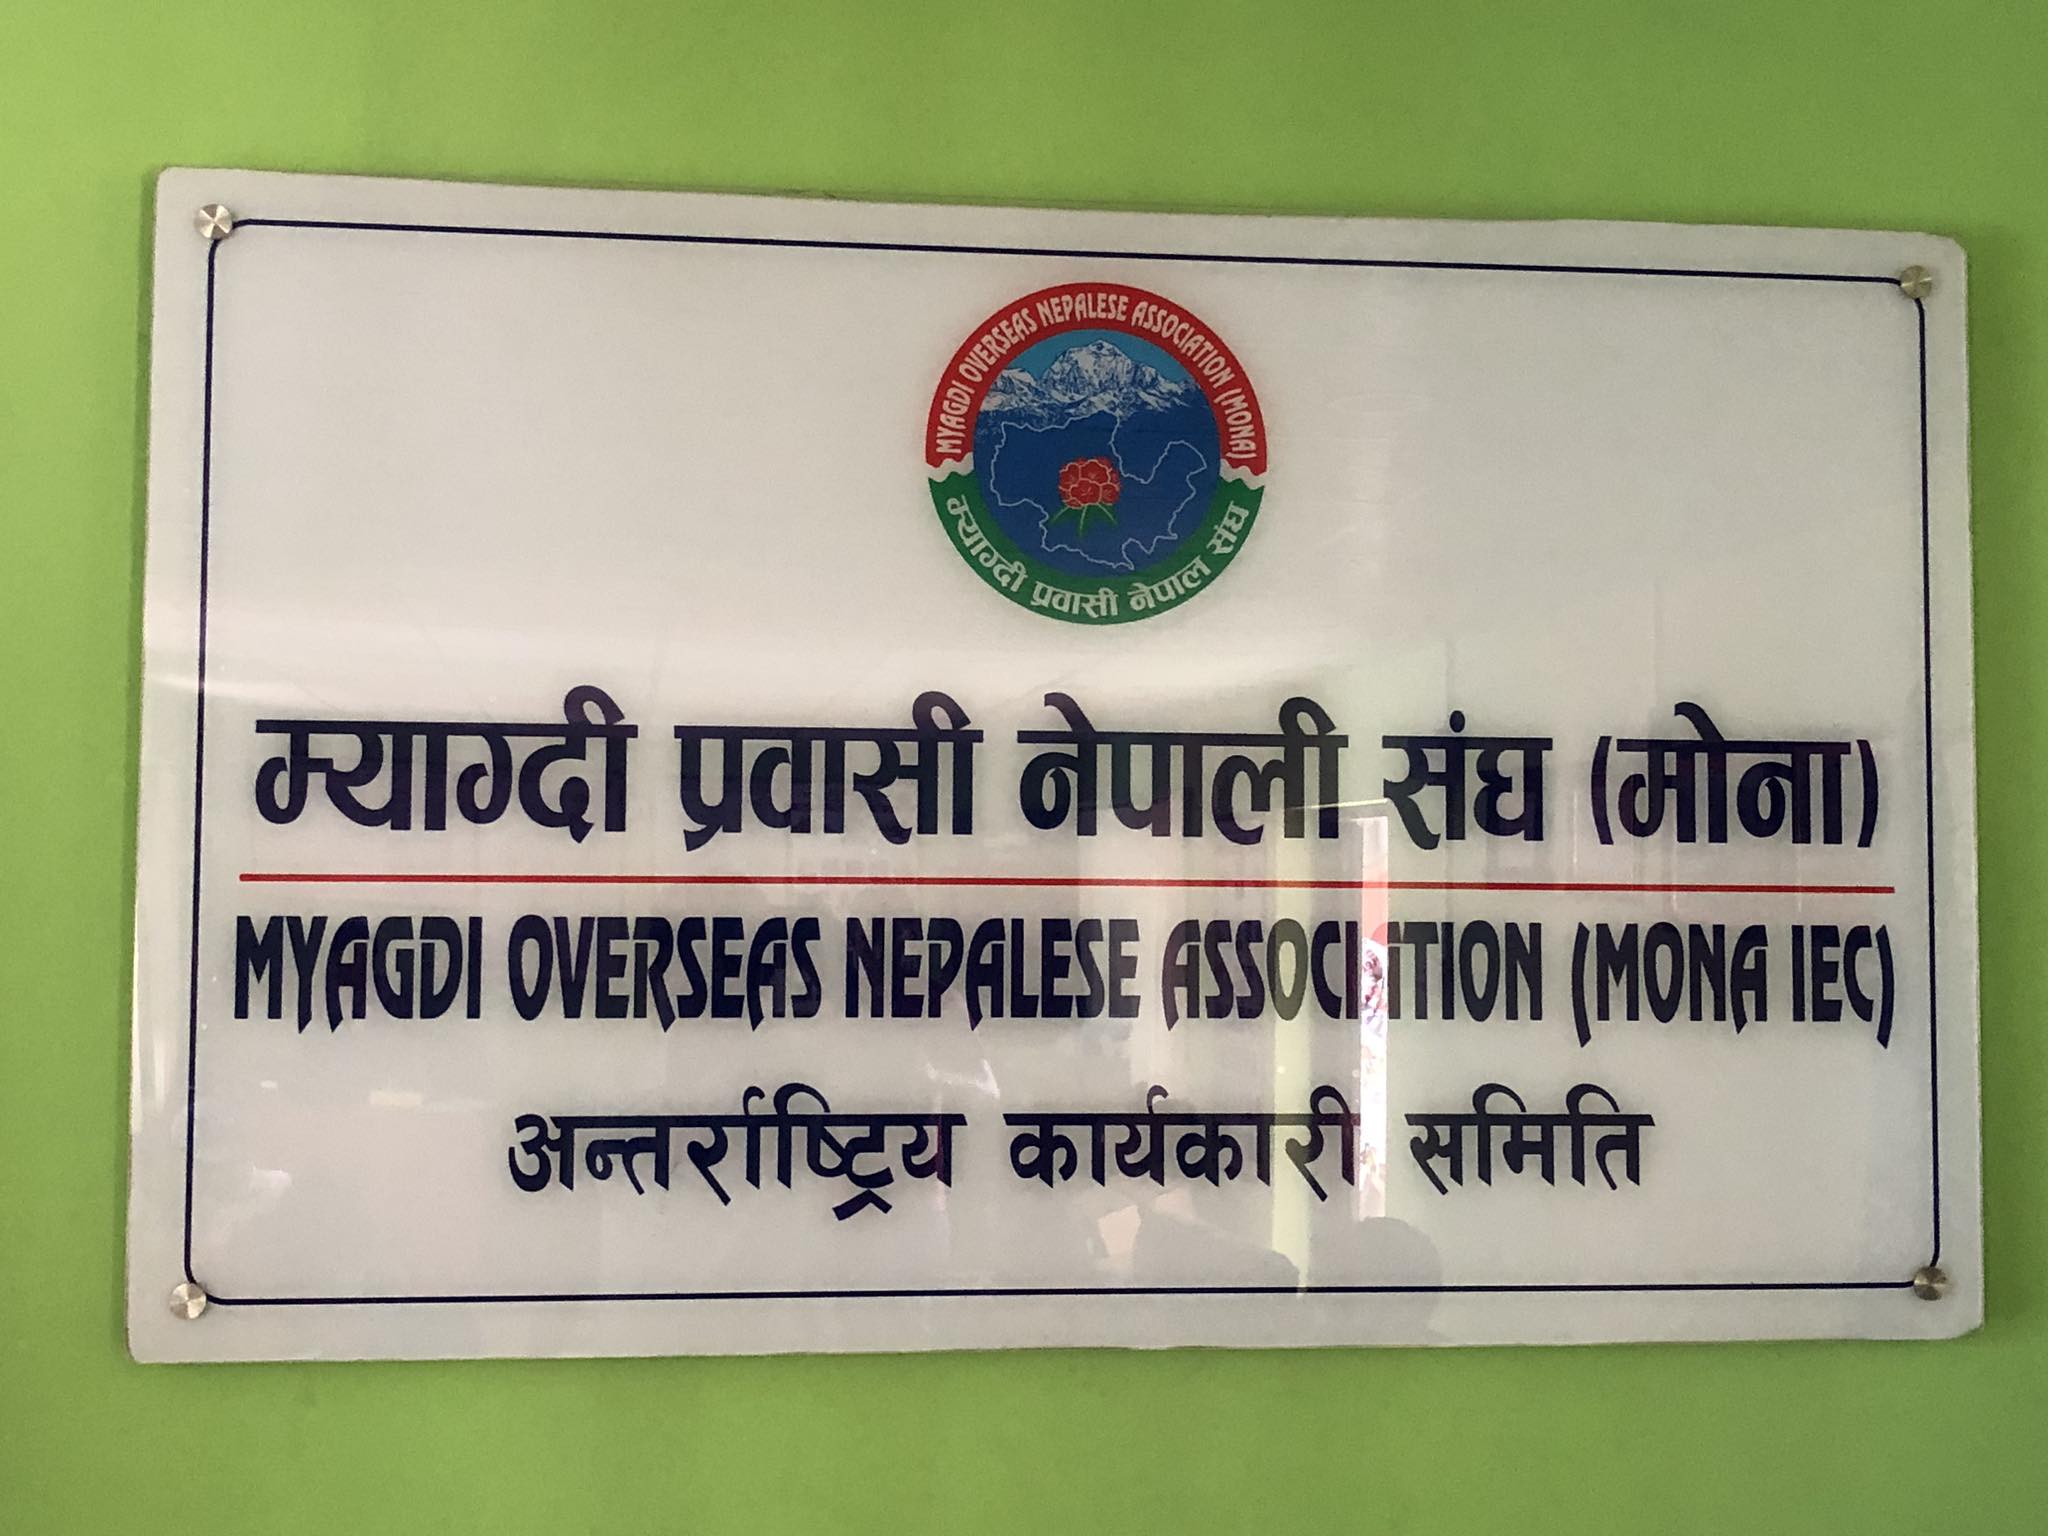 MYAGDI OVERSEAS NEPALESE ASSOCIATION (MONA)
म्याग्दी प्रवासी नेपाल संघ
म्याग्दी प्रवासी नेपाली संघ (मोना)
MYAGDI OVERSEAS NEPALESE ASSOCIATION (MONA IEC)
अन्तर्राष्ट्रिय कार्यकारी समिति